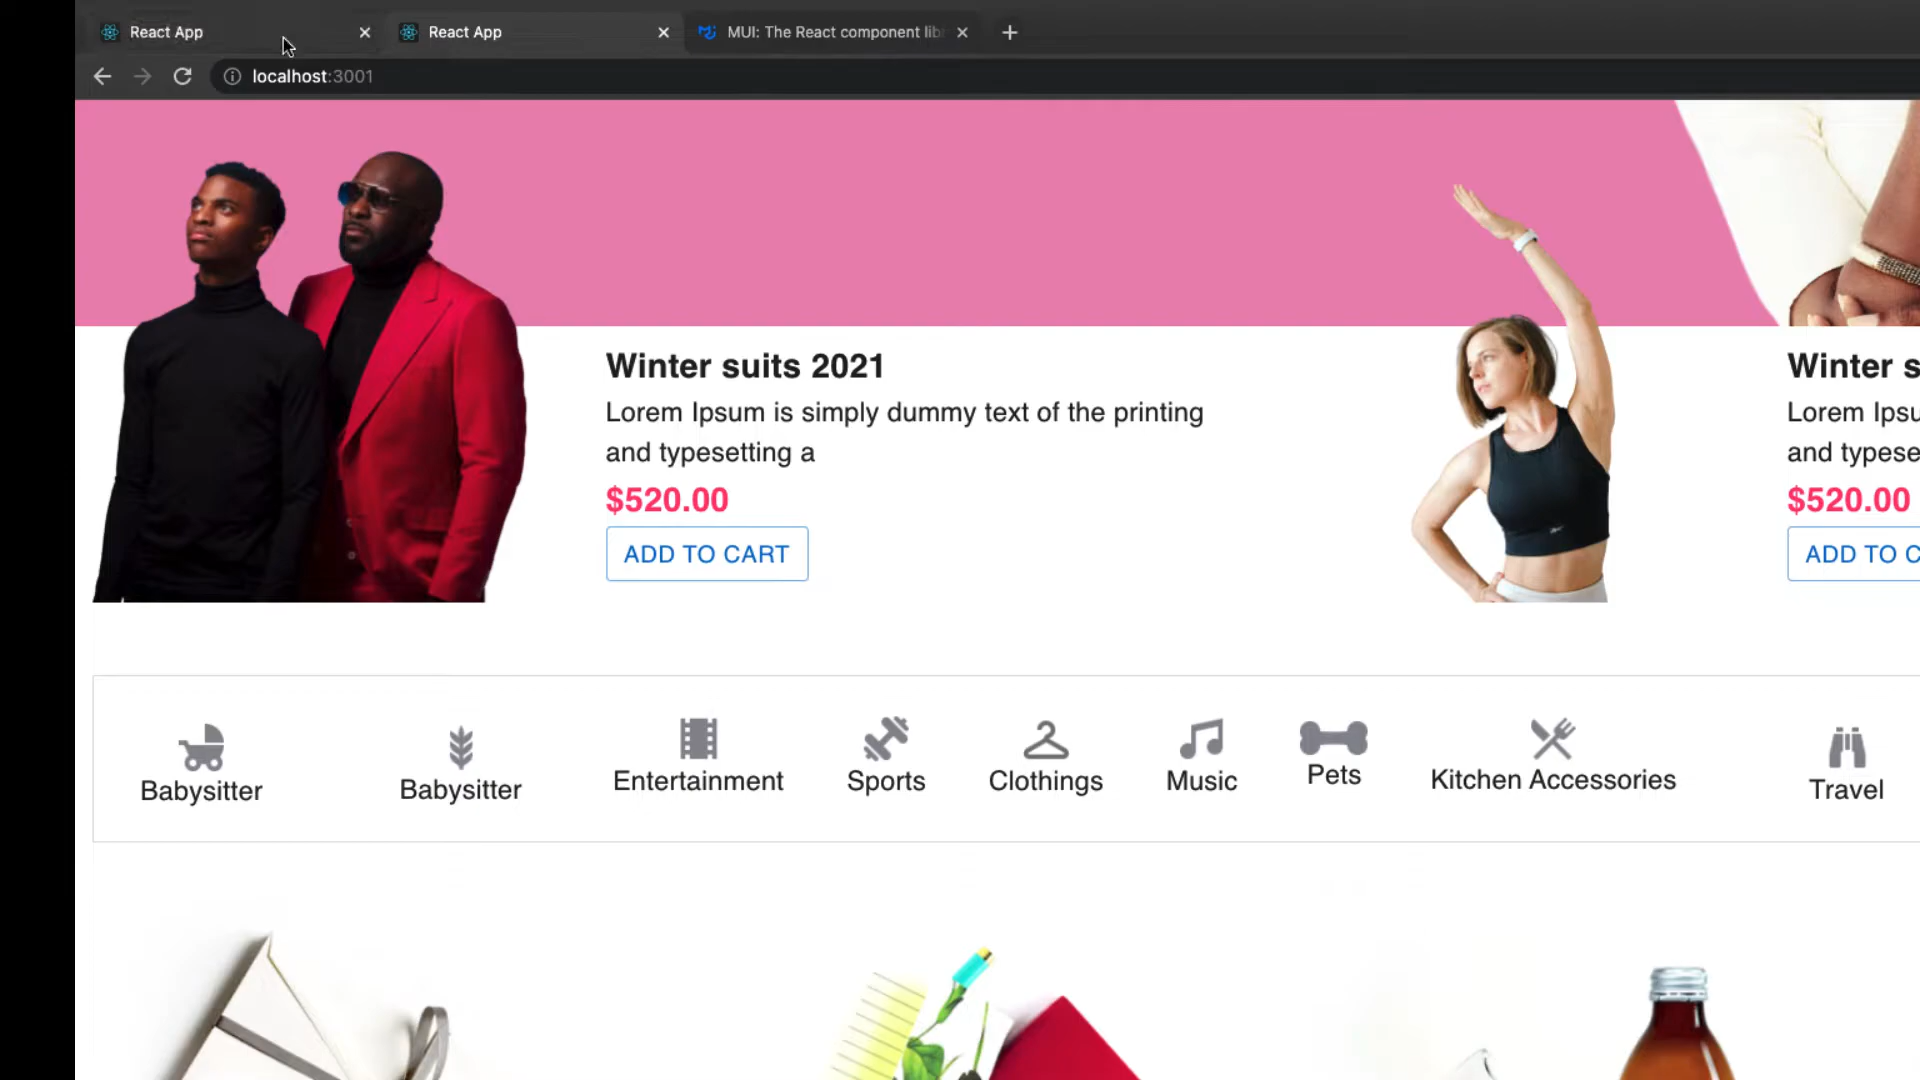 React App
React App
MUI: The React component lib
localhost:3001
Winter suits 2021
Lorem Ipsum is simply dummy text of the printing
and typesetting a
$520.00
ADD TO CART
Winter s
Lorem Ipsu
and typese
$520.00
ADD TO C
Babysitter
Babysitter
Entertainment
Sports
Clothings
Music
Pets
Kitchen Accessories
Travel